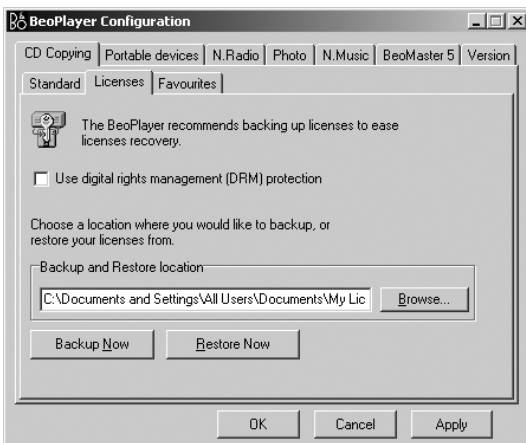 BeoPlayer Configuration
CD Copying Portable devices N.Radio Photo N.Music BeoMaster 5 Version
Standard Licenses Favourites
The BeoPlayer recommends backing up licenses to ease
licenses recovery.
Use digital rights management (DRM) protection
Choose a location where you would like to backup, or
restore your licenses from.
Backup and Restore location
C:\Documents and Settings\All Users\Documents\My Lic Browse...
Backup Now Restore Now
OK Cancel Apply